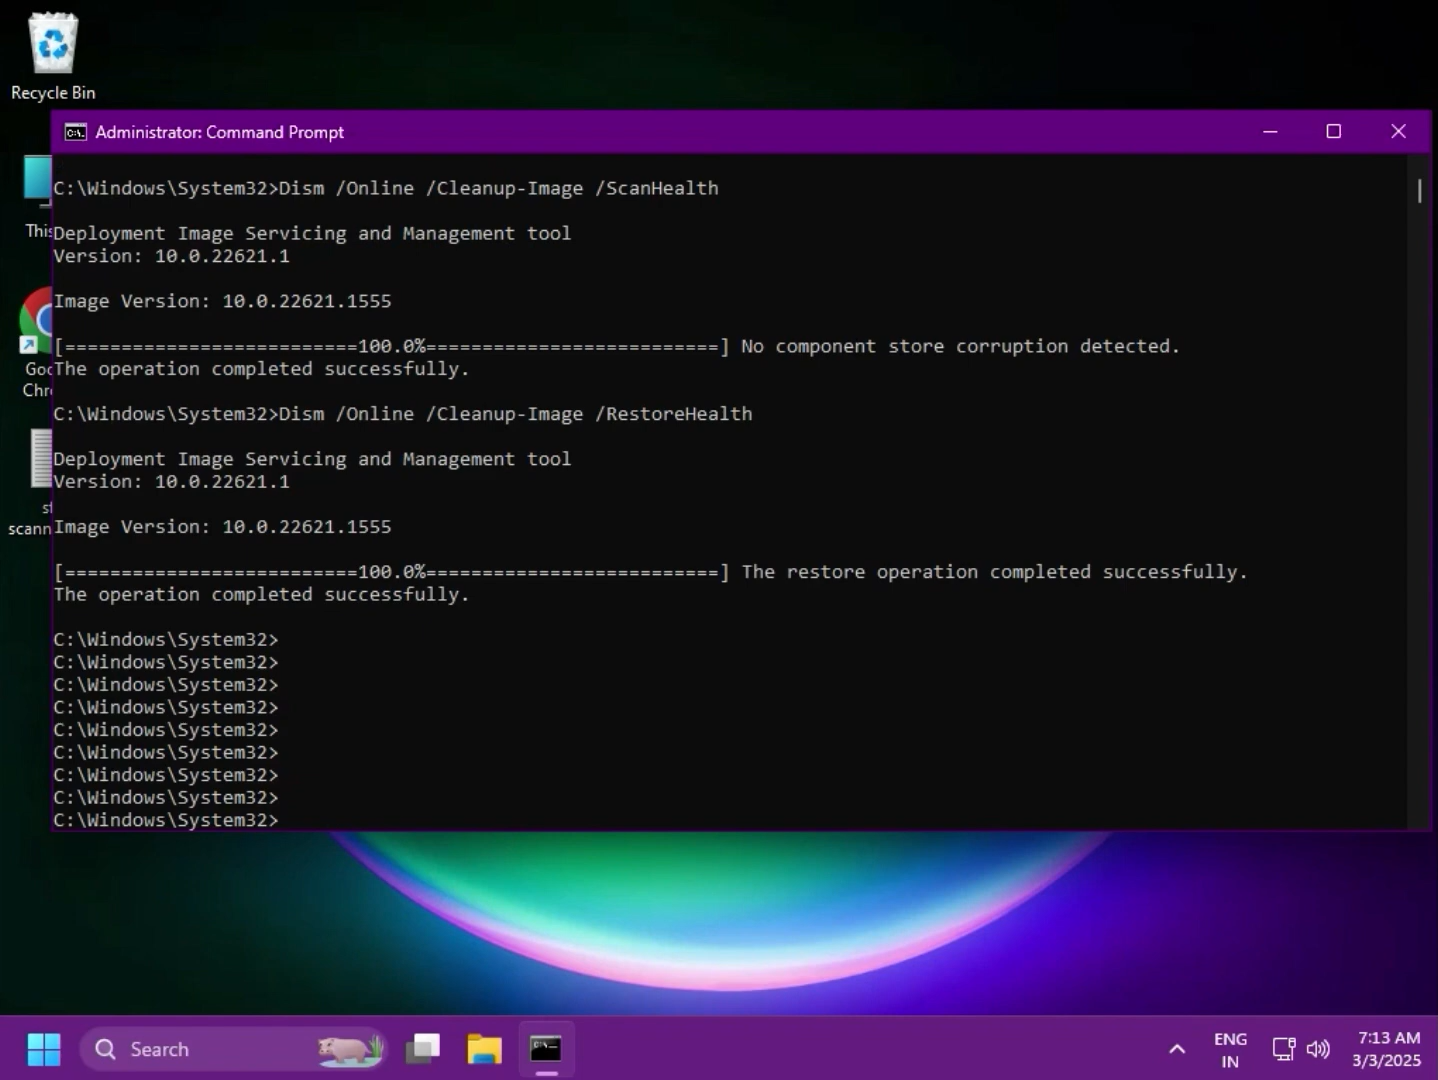 Recycle Bin
Administrator: Command Prompt
C:\Windows\System32>Dism /Online /Cleanup-Image /ScanHealth
This
Deployment Image Servicing and Management tool
Version: 10.0.22621.1
Image Version: 10.0.22621.1555
[==========================100.0%==========================] No component store corruption detected.
Goo
The operation completed successfully.
Chr
C:\Windows\System32>Dism /Online /Cleanup-Image /RestoreHealth
Deployment Image Servicing and Management tool
Version: 10.0.22621.1
scann
Image Version: 10.0.22621.1555
[==========================100.0%==========================] The restore operation completed successfully.
The operation completed successfully.
C:\Windows\System32>
C:\Windows\System32>
C:\Windows\System32>
C:\Windows\System32>
C:\Windows\System32>
C:\Windows\System32>
C:\Windows\System32>
C:\Windows\System32>
C:\Windows\System32>
Search
ENG
IN
7:13 AM
3/3/2025